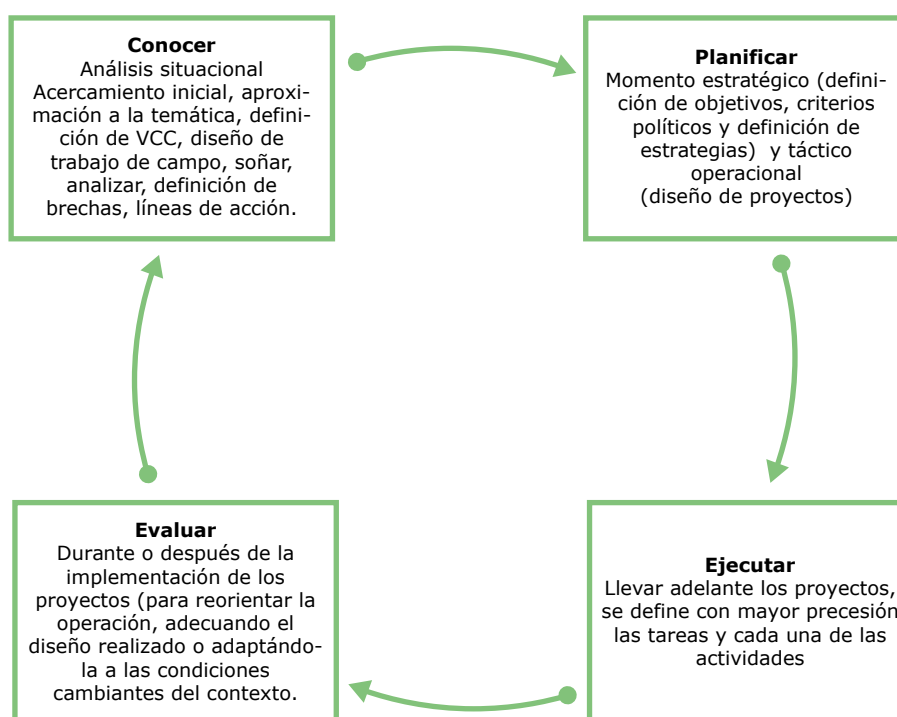 Conocer
Análisis situacional
Acercamiento inicial, aproxi-
mación a la temática, defini-
ción de VCC, diseño de
trabajo de campo, soñar,
analizar, definición de
brechas, líneas de acción.
Planificar
Momento estratégico (defini-
ción de objetivos, criterios
políticos y definición de
estrategias)  y táctico
operacional
(diseño de proyectos)
Ejecutar
Llevar adelante los proyectos,
se define con mayor precesión
las tareas y cada una de las
actividades
Evaluar
Durante o después de la
implementación de los
proyectos (para reorientar la
operación, adecuando el
diseño realizado o adaptándo-
la a las condiciones
cambiantes del contexto.